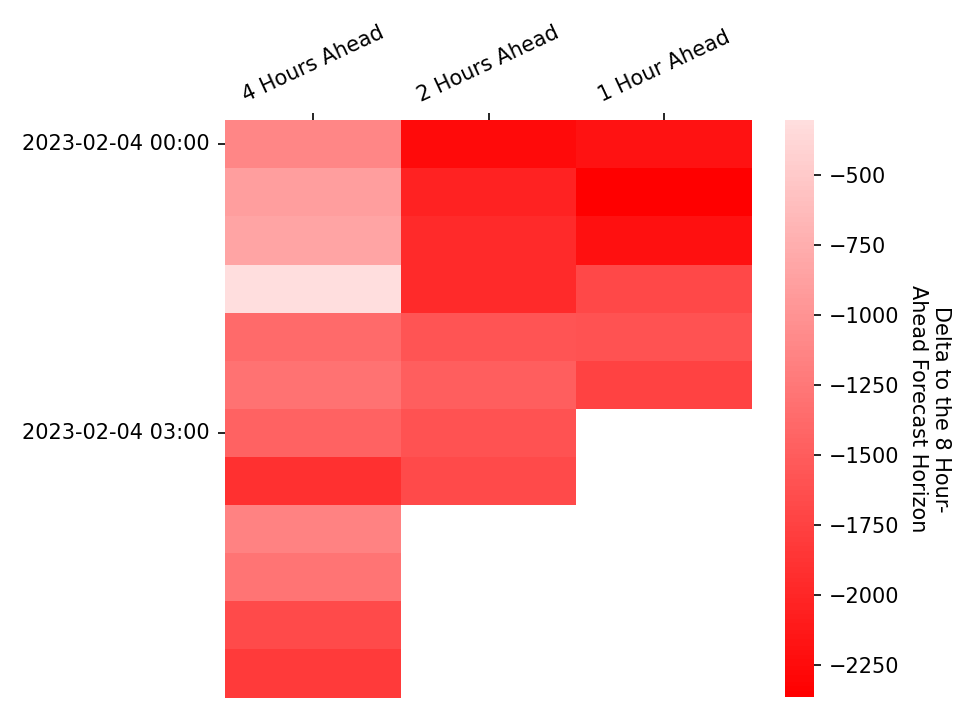 4 Hours Ahead
2 Hours Ahead
1 Hour Ahead
2023-02-04 00:00
2023-02-04 03:00
−500
−750
−1000
−1250
−1500
−1750
−2000
−2250
Delta to the 8 Hour-
Ahead Forecast Horizon